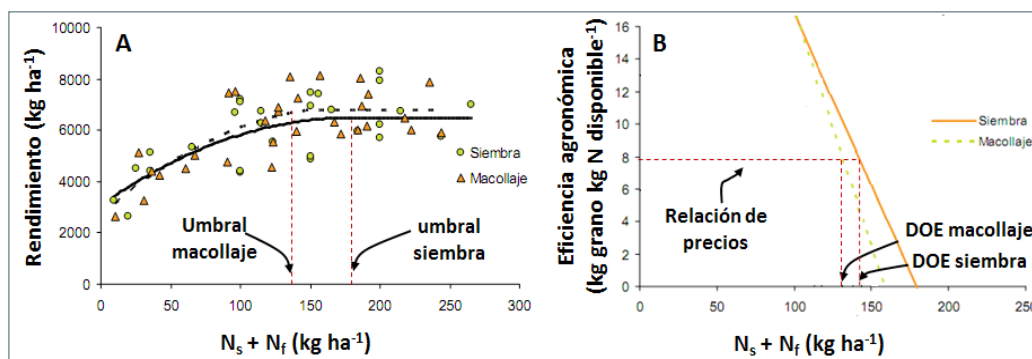 A
Rendimiento (kg ha-1)
10000
8000
6000
4000
2000
0
Siembra
Macollaje
Umbral
macollaje
umbral
siembra
0
50
100
150
200
250
300
Ns + Nf (kg ha-1)
B
Eficiencia agronómica
(kg grano kg N disponible-1)
16
14
12
10
8
6
4
2
0
Siembra
Macollaje
Relación de
precios
DOE macollaje
DOE siembra
0
50
100
150
200
250
Ns + Nf (kg ha-1)